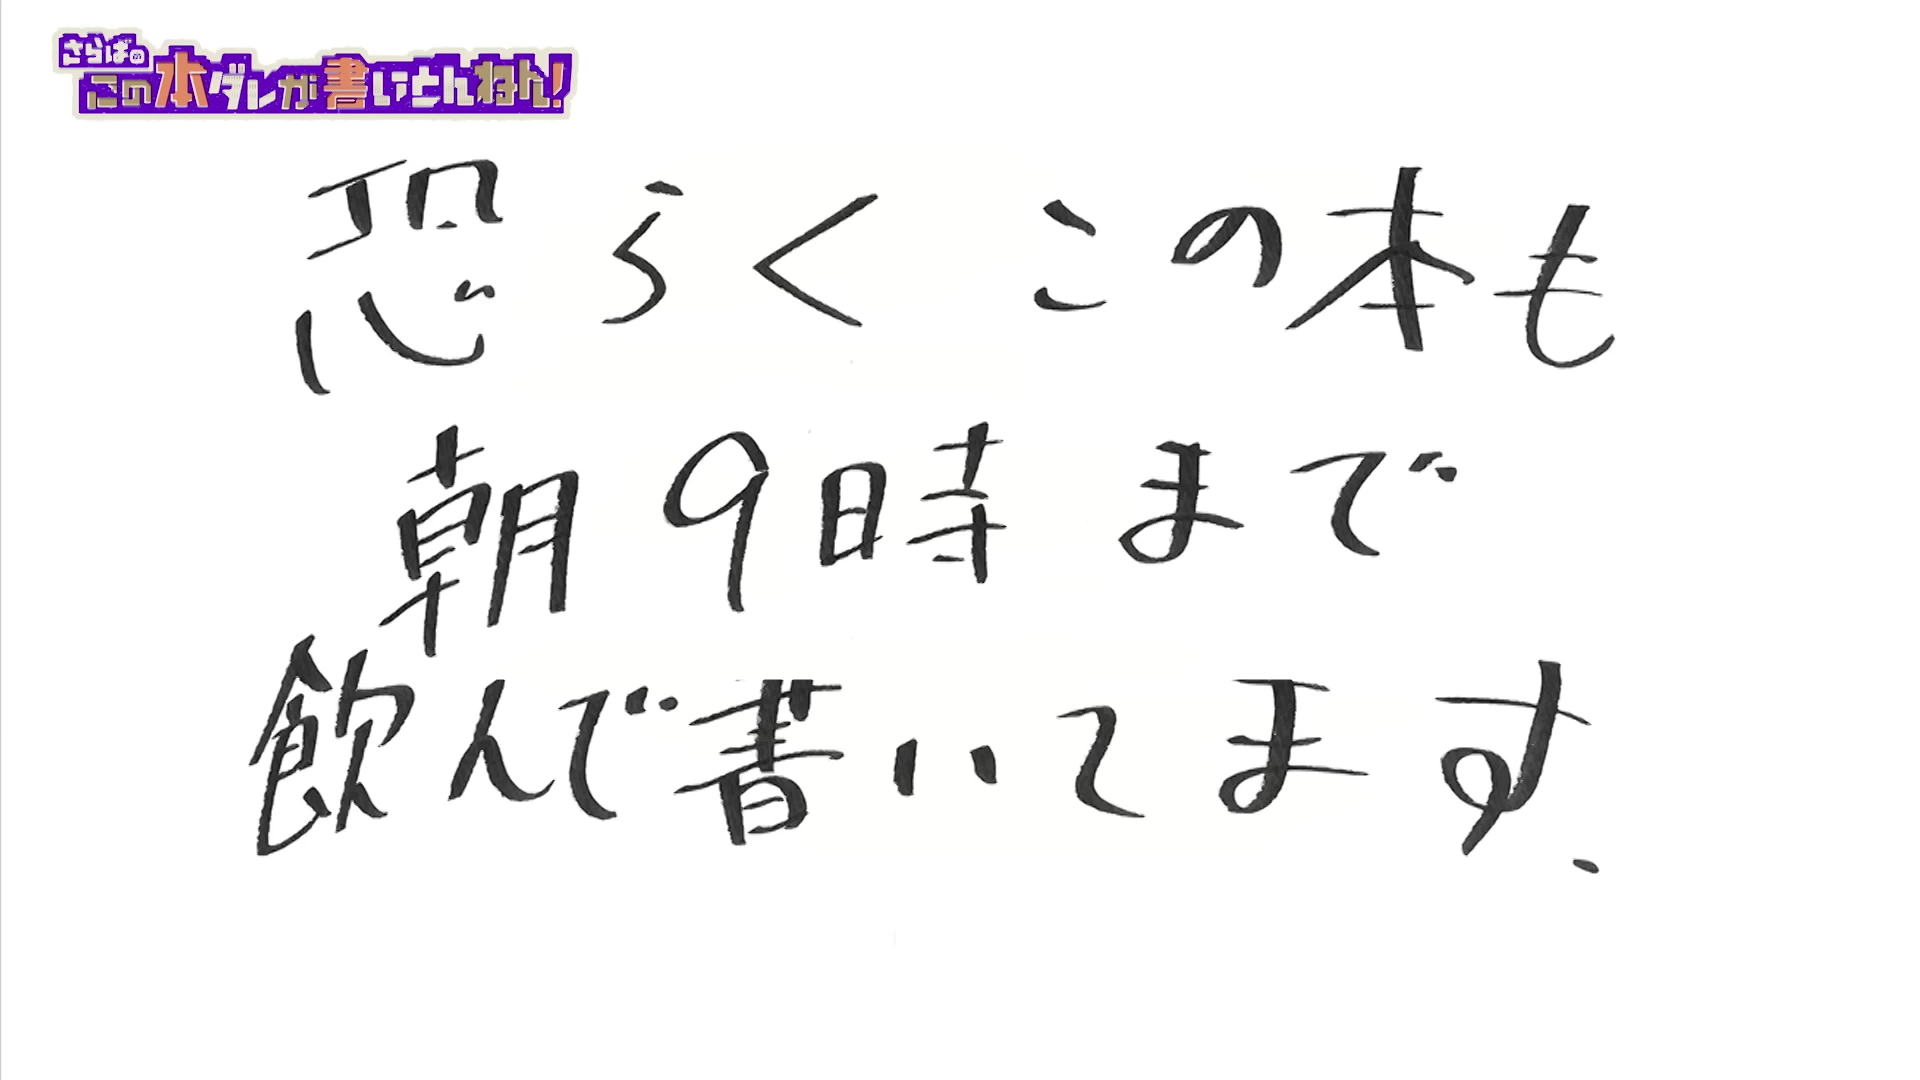 さらばの
この本ダレが書いとんねん!
恐らくこの本も
朝9時まで
飲んで書いてます.